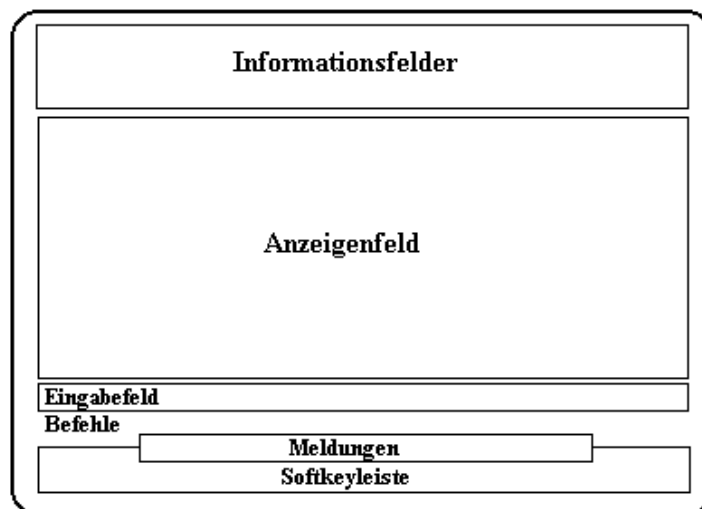 Informationsfelder
Anzeigenfeld
Eingabefeld
Befehle
Meldungen
Softkeyleiste